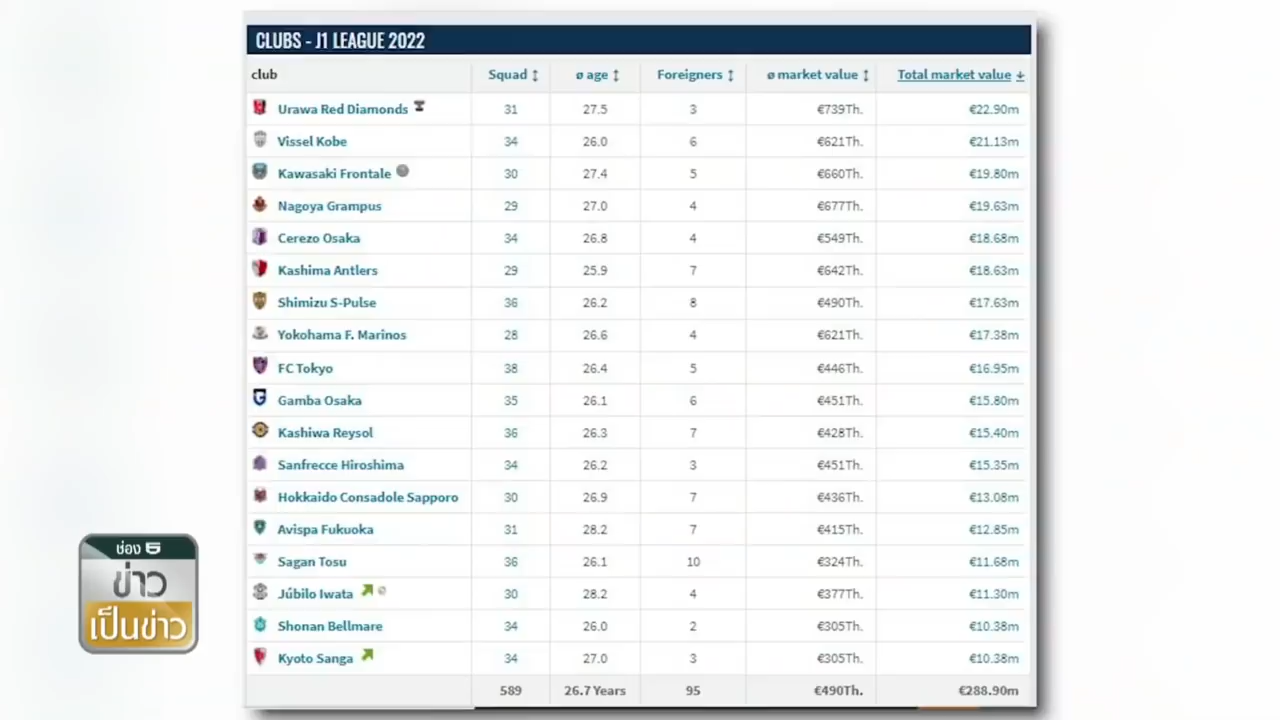 CLUBS - J1 LEAGUE 2022
club Squad ø age Foreigners ø market value Total market value
Urawa Red Diamonds 31 27.5 3 €739Th. €22.90m
Vissel Kobe 34 26.0 6 €621Th. €21.13m
Kawasaki Frontale 30 27.4 5 €660Th. €19.80m
Nagoya Grampus 29 27.0 4 €677Th. €19.63m
Cerezo Osaka 34 26.8 4 €549Th. €18.68m
Kashima Antlers 29 25.9 7 €642Th. €18.63m
Shimizu S-Pulse 36 26.2 8 €490Th. €17.63m
Yokohama F. Marinos 28 26.6 4 €621Th. €17.38m
FC Tokyo 38 26.4 5 €446Th. €16.95m
Gamba Osaka 35 26.1 6 €451Th. €15.80m
Kashiwa Reysol 36 26.3 7 €428Th. €15.40m
Sanfrecce Hiroshima 34 26.2 3 €451Th. €15.35m
Hokkaido Consadole Sapporo 30 26.9 7 €436Th. €13.08m
Avispa Fukuoka 31 28.2 7 €415Th. €12.85m
Sagan Tosu 36 26.1 10 €324Th. €11.68m
Júbilo Iwata 30 28.2 4 €377Th. €11.30m
Shonan Bellmare 34 26.0 2 €305Th. €10.38m
Kyoto Sanga 34 27.0 3 €305Th. €10.38m
589 26.7 Years 95 €490Th. €288.90m
ช่อง 5
ข่าว
เป็นข่าว